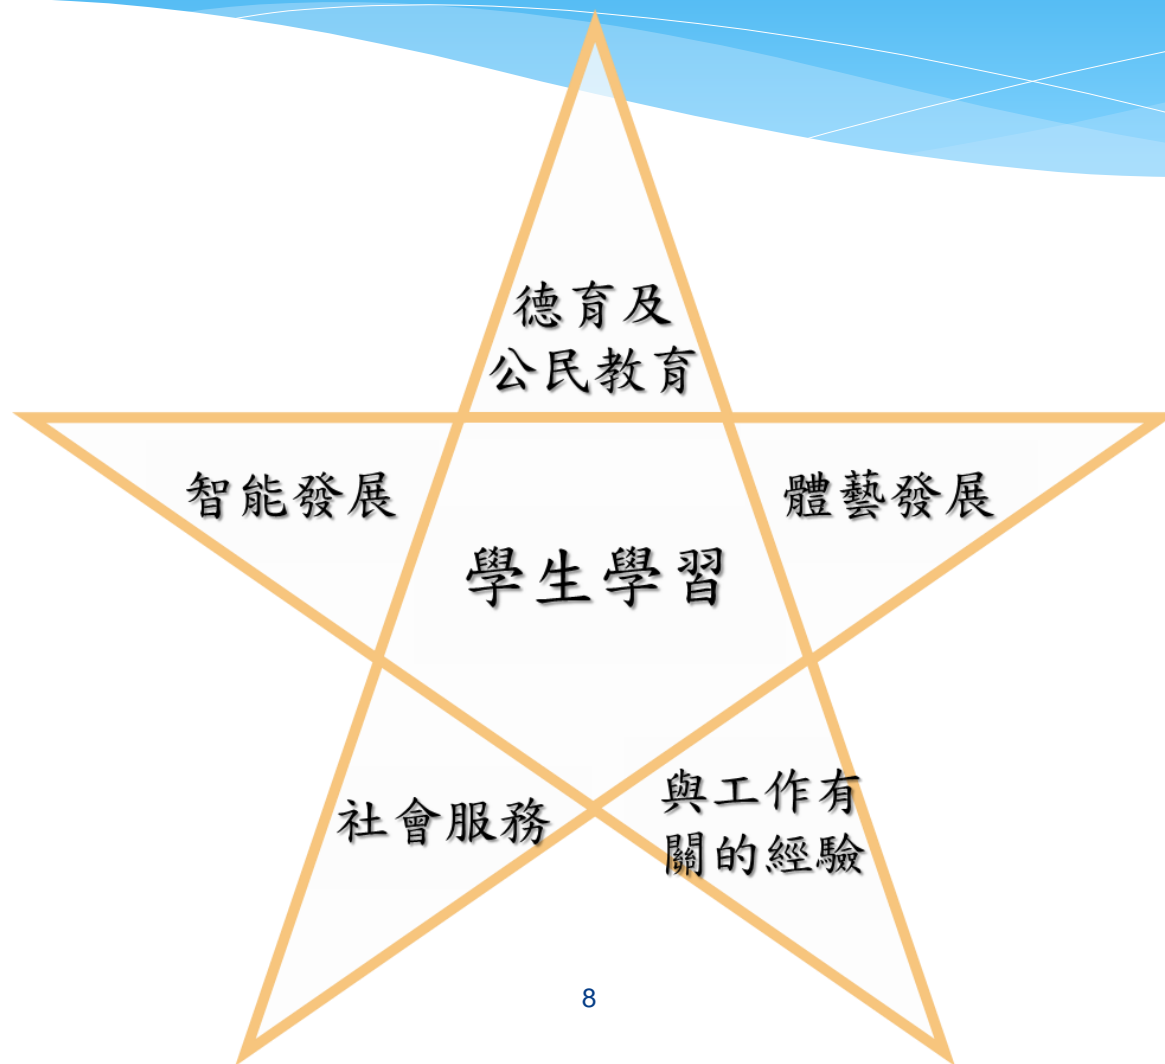 德育及
公民教育
智能發展
體藝發展
學生學習
社會服務
與工作有
關的經驗
8